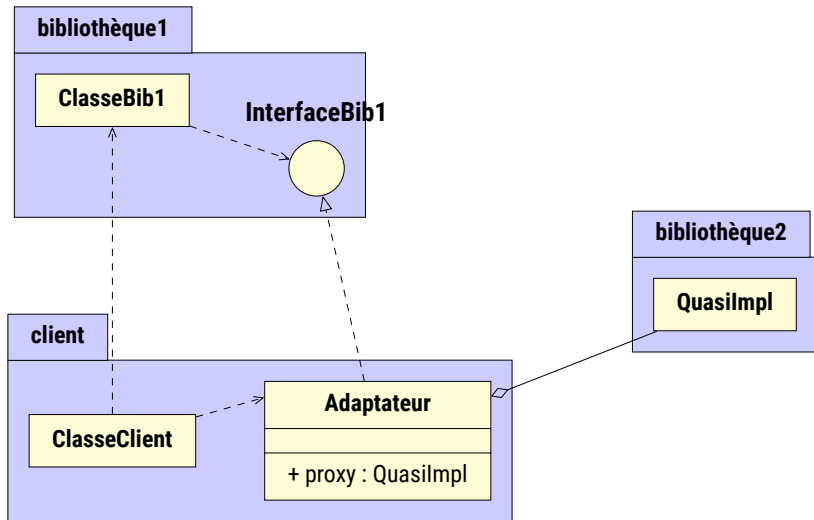 bibliothèque1
ClasseBib1
InterfaceBib1
bibliothèque2
QuasiImpl
client
Adaptateur
ClasseClient
+ proxy : QuasiImpl